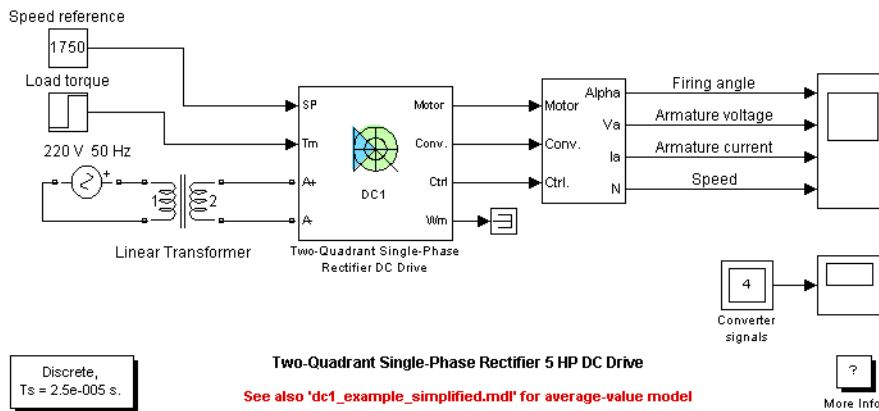 Speed reference
1750
Load torque
220 V 50 Hz
+
1
2
Linear Transformer
SP
Tm
A+
A-
Motor
Conv.
Ctrl
Wm
DC1
Two-Quadrant Single-Phase
Rectifier DC Drive
Motor
Conv.
Ctrl.
Alpha
Va
Ia
N
Firing angle
Armature voltage
Armature current
Speed
4
Converter
signals
Discrete,
Ts = 2.5e-005 s.
Two-Quadrant Single-Phase Rectifier 5 HP DC Drive
See also 'dc1_example_simplified.mdl' for average-value model
?
More Info